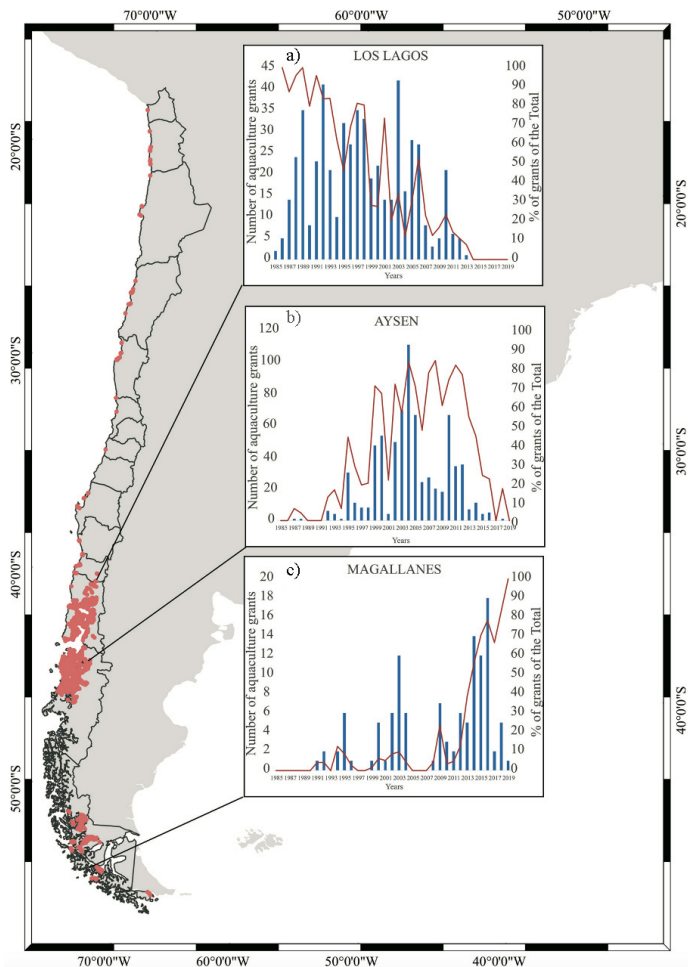 70°0'0"W 60°0'0"W 50°0'0"W
20°0'0"S
30°0'0"S
40°0'0"S
50°0'0"S
a) LOS LAGOS
Number of aquaculture grants
45
40
35
30
25
20
15
10
5
0
100
90
80
70
60
50
40
30
20
10
0
% of grants of the Total
1985 1987 1989 1991 1993 1995 1997 1999 2001 2003 2005 2007 2009 2011 2013 2015 2017 2019
Years
b) AYSEN
Number of aquaculture grants
120
100
80
60
40
20
0
100
90
80
70
60
50
40
30
20
10
0
% of grants of the Total
1985 1987 1989 1991 1993 1995 1997 1999 2001 2003 2005 2007 2009 2011 2013 2015 2017 2019
Years
c) MAGALLANES
Number of aquaculture grants
20
18
16
14
12
10
8
6
4
2
0
100
90
80
70
60
50
40
30
20
10
0
% of grants of the Total
1985 1987 1989 1991 1993 1995 1997 1999 2001 2003 2005 2007 2009 2011 2013 2015 2017 2019
Years
20°0'0"S
30°0'0"S
40°0'0"S
70°0'0"W 60°0'0"W 50°0'0"W 40°0'0"W